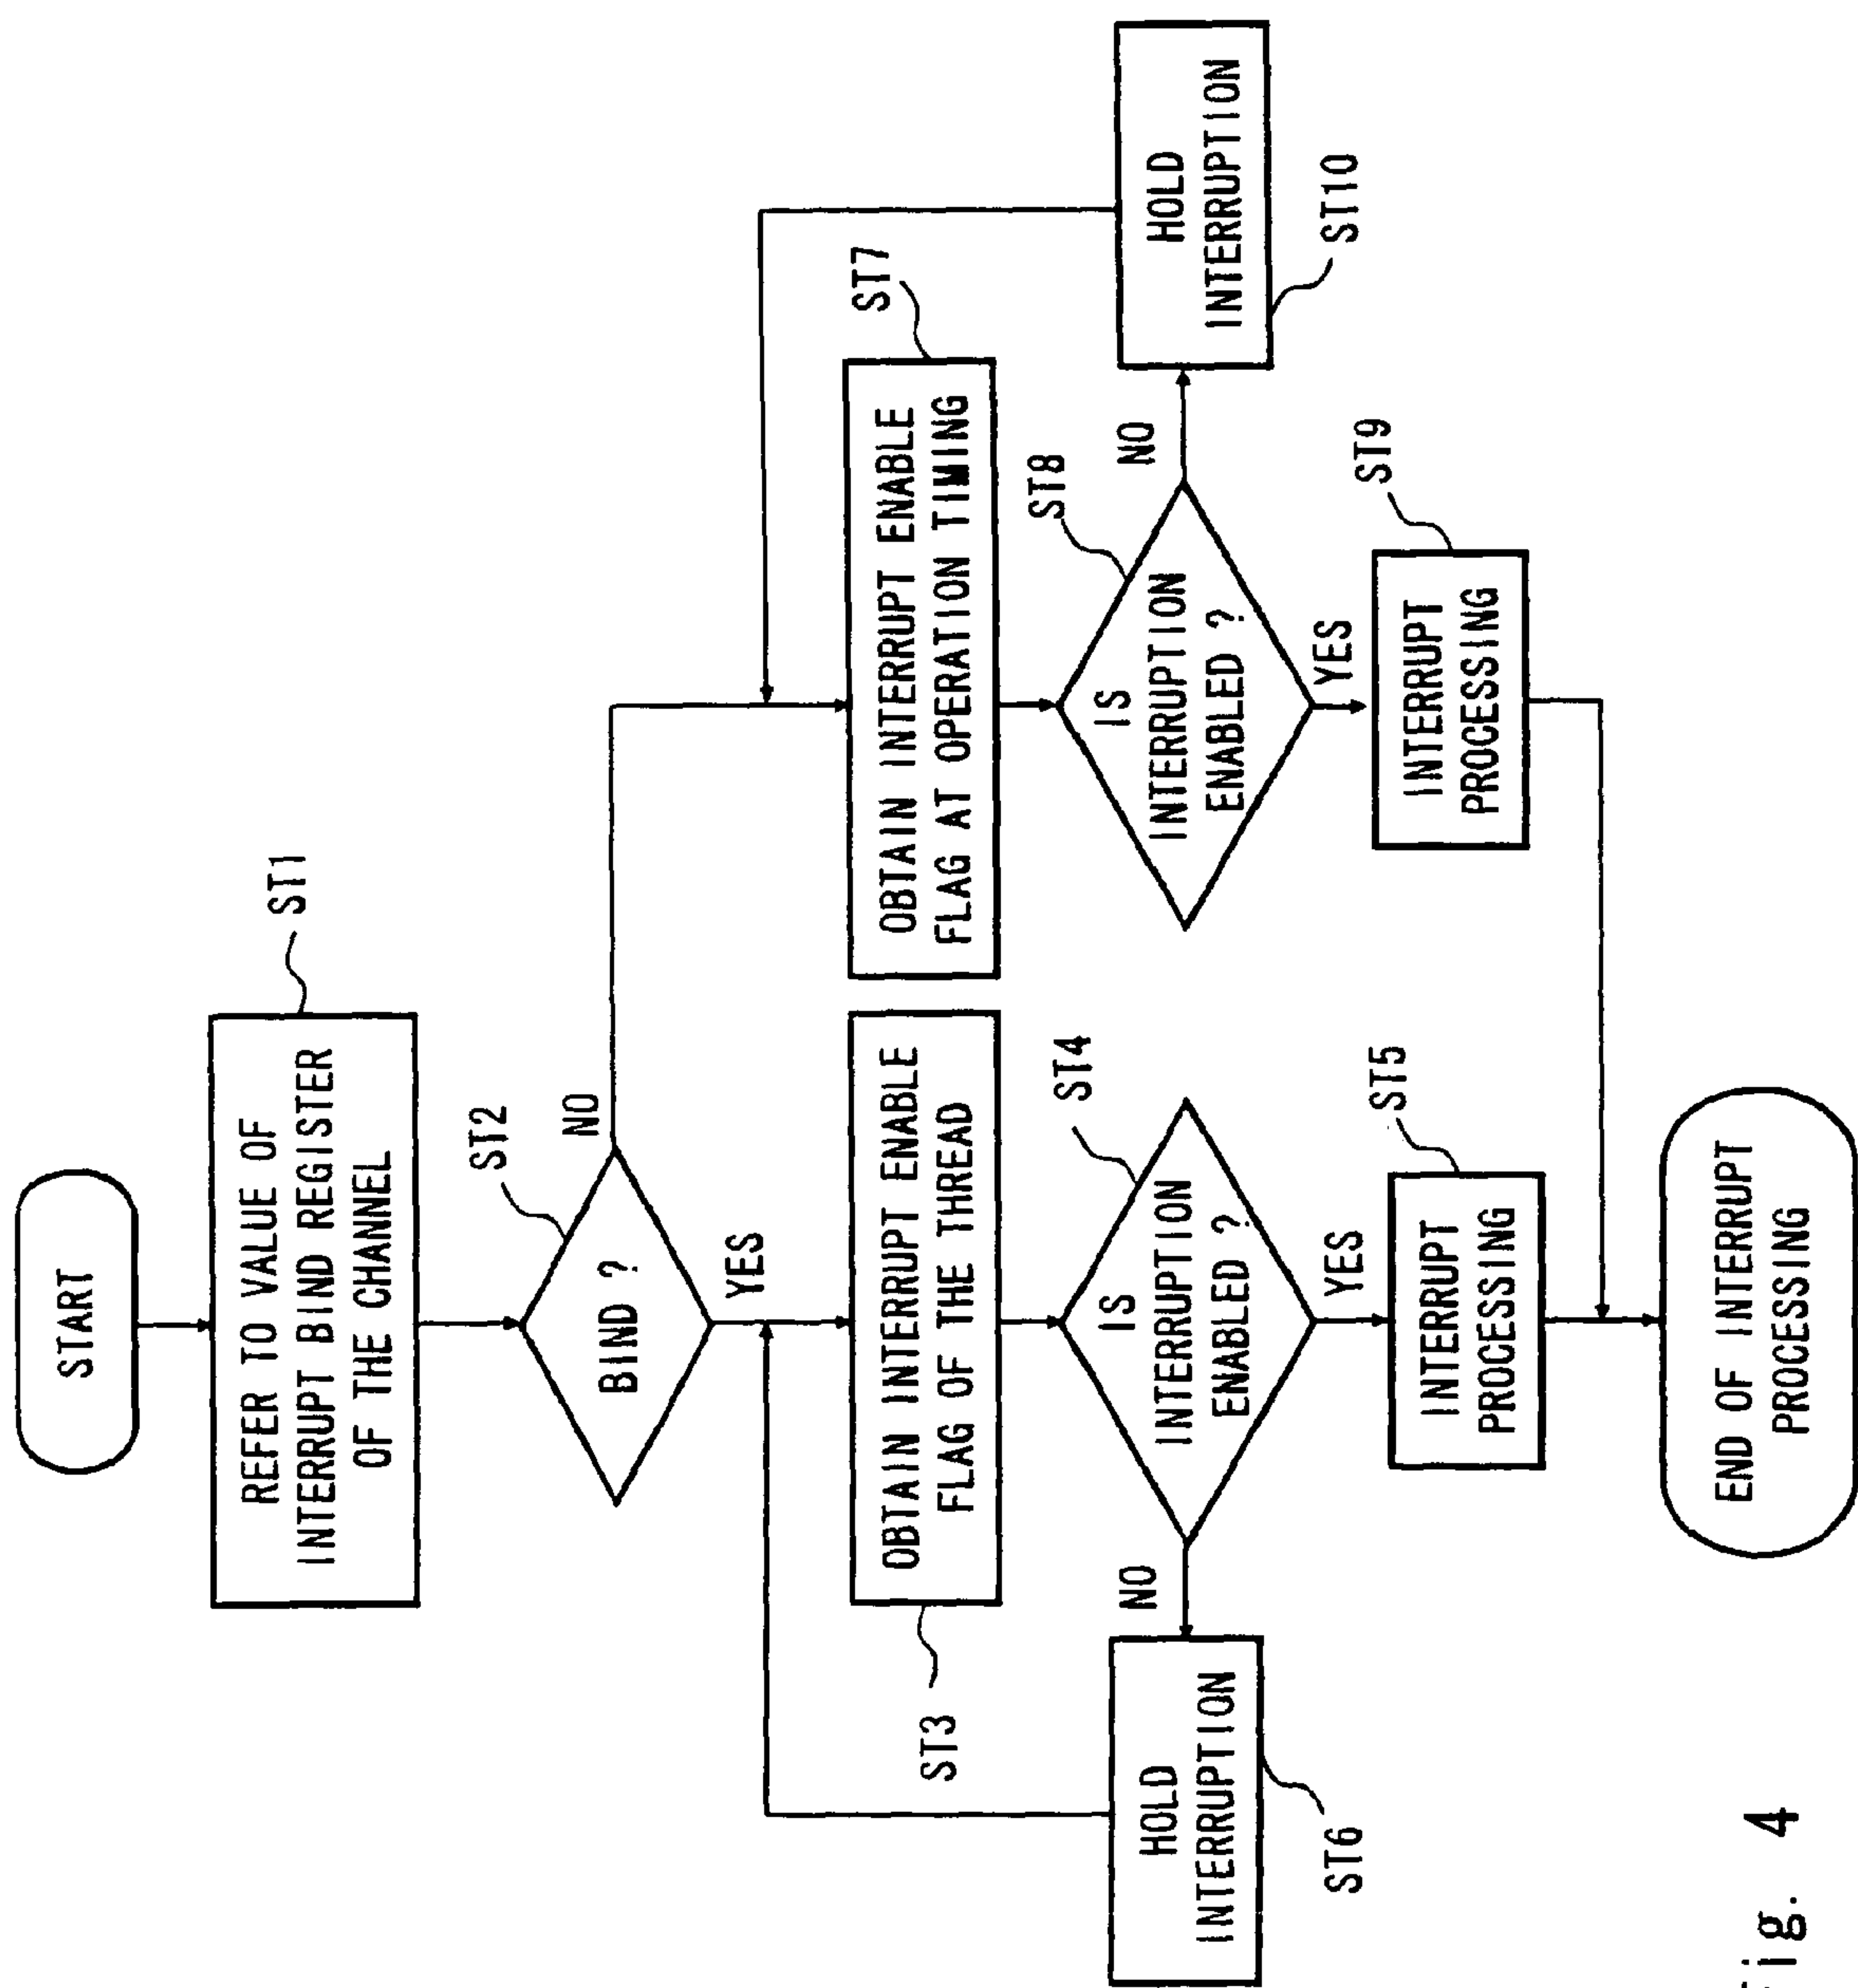 START
REFER TO VALUE OF
INTERRUPT BIND REGISTER
OF THE CHANNEL
ST1
BIND ?
ST2
NO
YES
OBTAIN INTERRUPT ENABLE
FLAG OF THE THREAD
ST3
IS
INTERRUPTION
ENABLED ?
ST4
NO
YES
INTERRUPT
PROCESSING
ST5
HOLD
INTERRUPTION
ST6
OBTAIN INTERRUPT ENABLE
FLAG AT OPERATION TIMING
ST7
IS
INTERRUPTION
ENABLED ?
ST8
NO
YES
INTERRUPT
PROCESSING
ST9
HOLD
INTERRUPTION
ST10
END OF INTERRUPT
PROCESSING
ig. 4